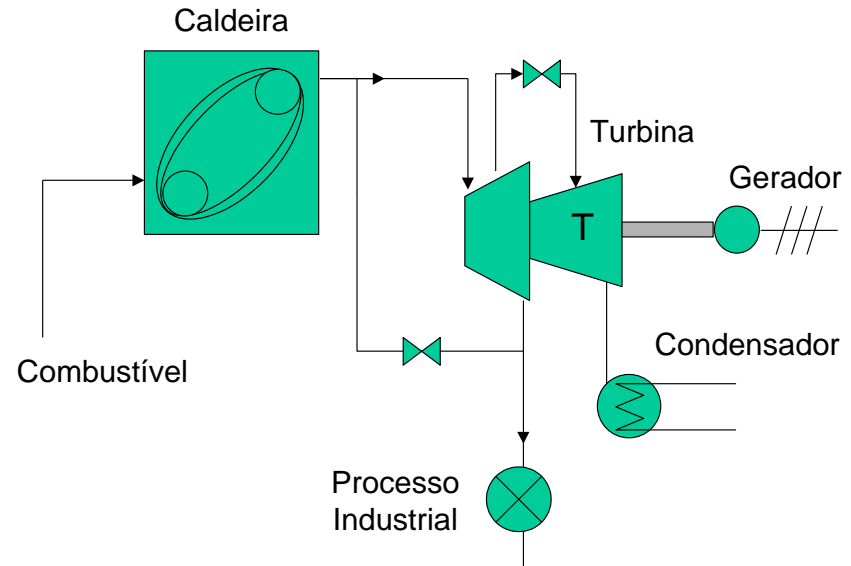 Caldeira
Turbina
Gerador
T
Condensador
Combustível
Processo
Industrial